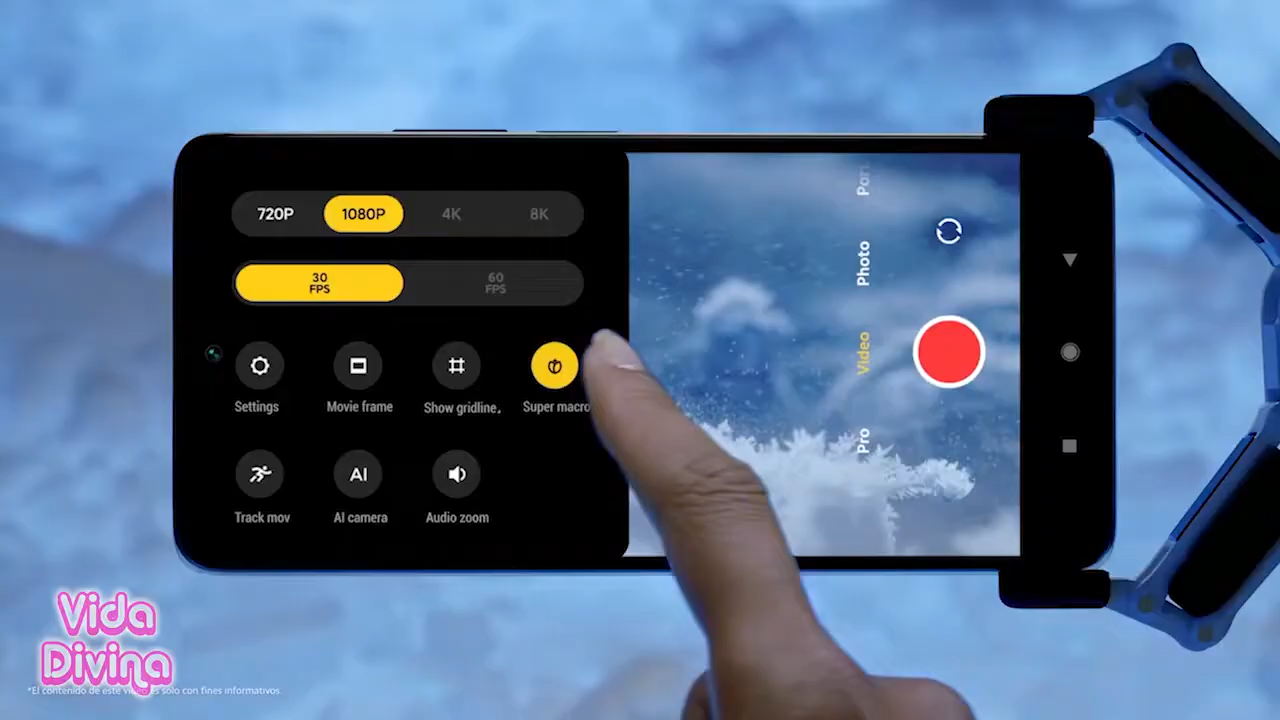 720P 1080P 4K 8K
30 FPS 60 FPS
Settings Movie frame Show gridline. Super macro
AI
Track mov AI camera Audio zoom
Photo
Video
Pro
Vida
Divina
*El contenido de este video es solo con fines informativos